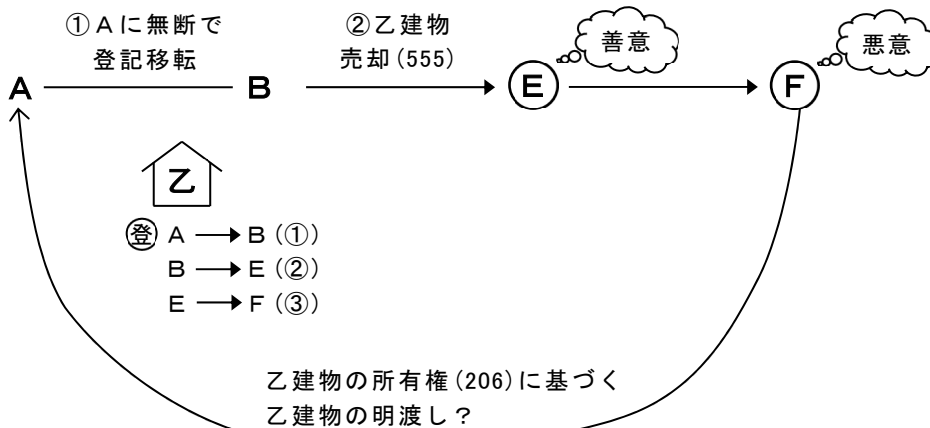 ①Aに無断で
登記移転
②乙建物
売却(555)
善意
悪意
A
B
E
F
乙
登 A → B (①)
B → E (②)
E → F (③)
乙建物の所有権(206)に基づく
乙建物の明渡し？